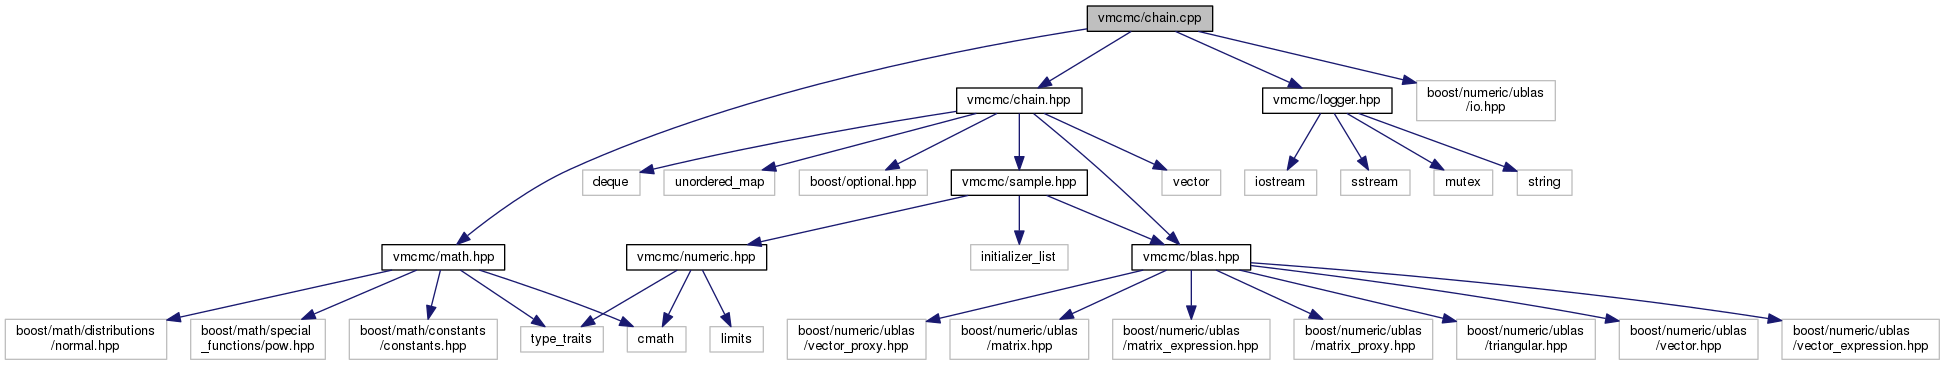 vmcmc/chain.cpp
boost/numeric/ublas
/io.hpp
vmcmc/chain.hpp
vmcmc/logger.hpp
deque
unordered_map
boost/optional.hpp
vmcmc/sample.hpp
vector
iostream
sstream
mutex
string
vmcmc/math.hpp
vmcmc/numeric.hpp
initializer_list
vmcmc/blas.hpp
boost/math/distributions
/normal.hpp
boost/math/special
_functions/pow.hpp
boost/math/constants
/constants.hpp
type_traits
cmath
limits
boost/numeric/ublas
/vector_proxy.hpp
boost/numeric/ublas
/matrix.hpp
boost/numeric/ublas
/matrix_expression.hpp
boost/numeric/ublas
/matrix_proxy.hpp
boost/numeric/ublas
/triangular.hpp
boost/numeric/ublas
/vector.hpp
boost/numeric/ublas
/vector_expression.hpp